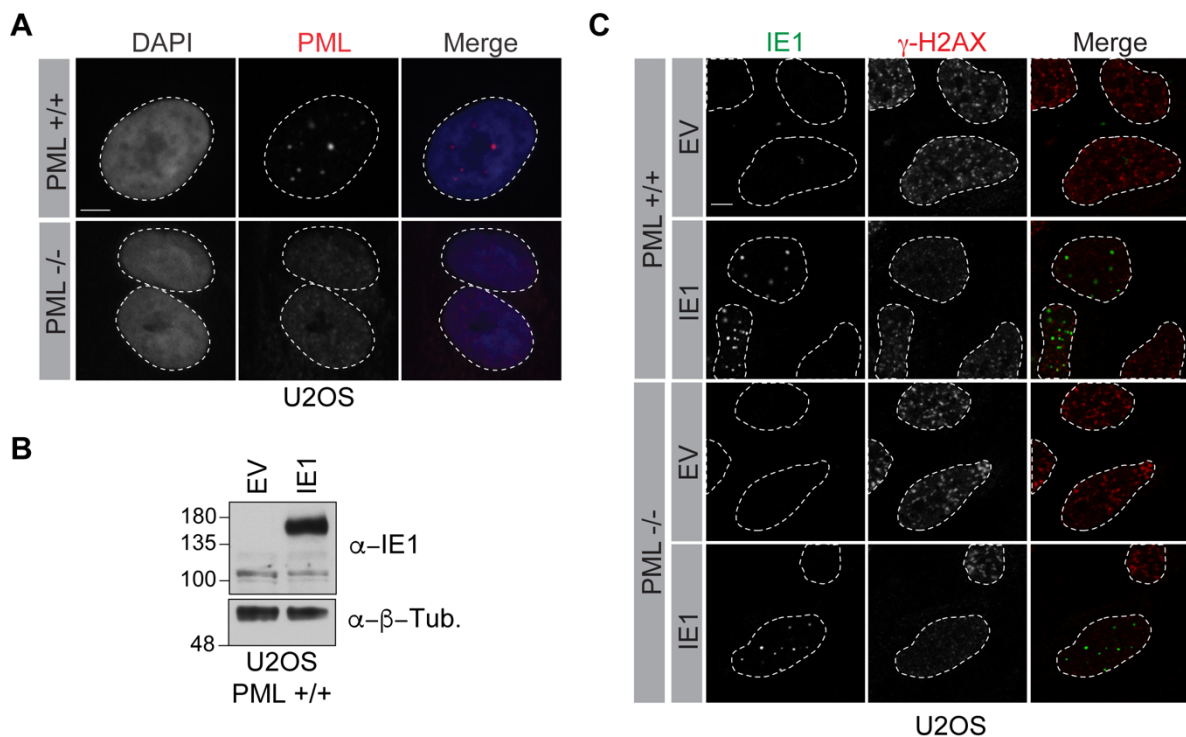 A
DAPI PML Merge
PML +/+
PML -/-
U2OS
B
EV IE1
180
135
100
48
α–IE1
α–β–Tub.
U2OS
PML +/+
C
IE1 γ-H2AX Merge
PML +/+
EV
IE1
PML -/-
EV
IE1
U2OS